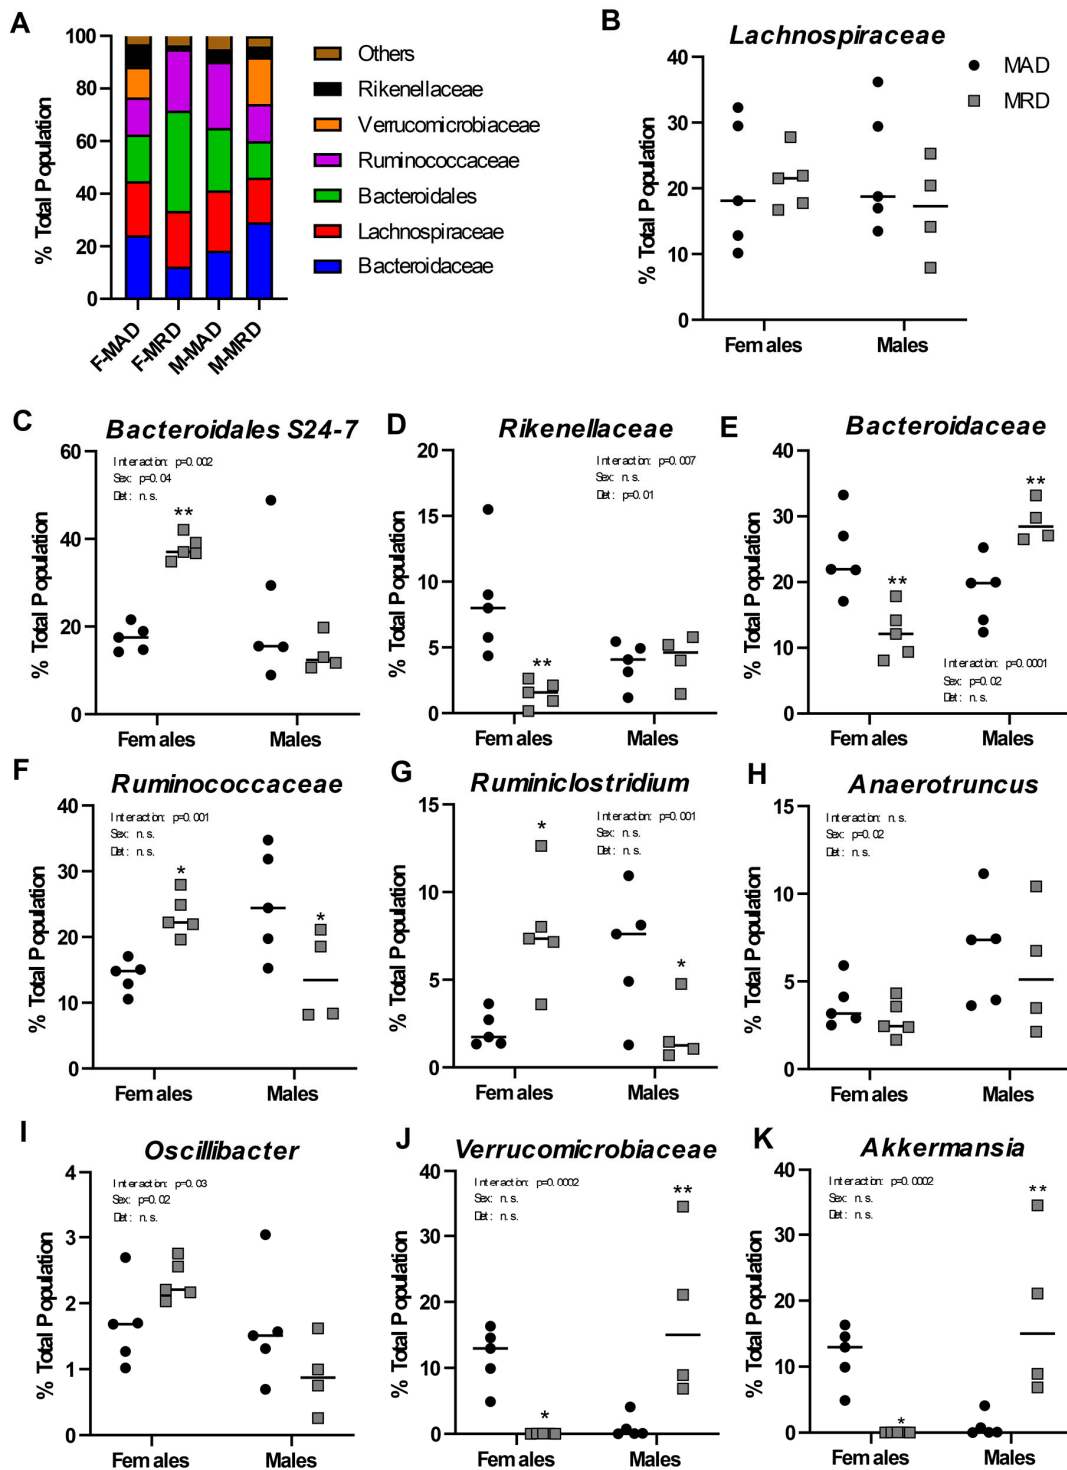 A
% Total Population
100
80
60
40
20
0
F-MAD
F-MRD
M-MAD
M-MRD
Others
Rikenellaceae
Verrucomicrobiaceae
Ruminococcaceae
Bacteroidales
Lachnospiraceae
Bacteroidaceae
B
Lachnospiraceae
% Total Population
40
30
20
10
0
Females
Males
MAD
MRD
C
Bacteroidales S24-7
% Total Population
60
40
20
0
Interaction: p=0.002
Sex: p=0.04
Diet: n.s.
**
Females
Males
D
Rikenellaceae
% Total Population
20
15
10
5
0
Interaction: p=0.007
Sex: n.s.
Diet: p=0.01
**
Females
Males
E
Bacteroidaceae
% Total Population
40
30
20
10
0
**
**
Interaction: p=0.0001
Sex: p=0.02
Diet: n.s.
Females
Males
F
Ruminococcaceae
% Total Population
40
30
20
10
0
Interaction: p=0.001
Sex: n.s.
Diet: n.s.
*
*
Females
Males
G
Ruminiclostridium
% Total Population
15
10
5
0
*
Interaction: p=0.001
Sex: n.s.
Diet: n.s.
*
Females
Males
H
Anaerotruncus
% Total Population
15
10
5
0
Interaction: n.s.
Sex: p=0.02
Diet: n.s.
Females
Males
I
Oscillibacter
% Total Population
4
3
2
1
0
Interaction: p=0.03
Sex: p=0.02
Diet: n.s.
Females
Males
J
Verrucomicrobiaceae
% Total Population
40
30
20
10
0
Interaction: p=0.0002
Sex: n.s.
Diet: n.s.
*
**
Females
Males
K
Akkermansia
% Total Population
40
30
20
10
0
Interaction: p=0.0002
Sex: n.s.
Diet: n.s.
*
**
Females
Males